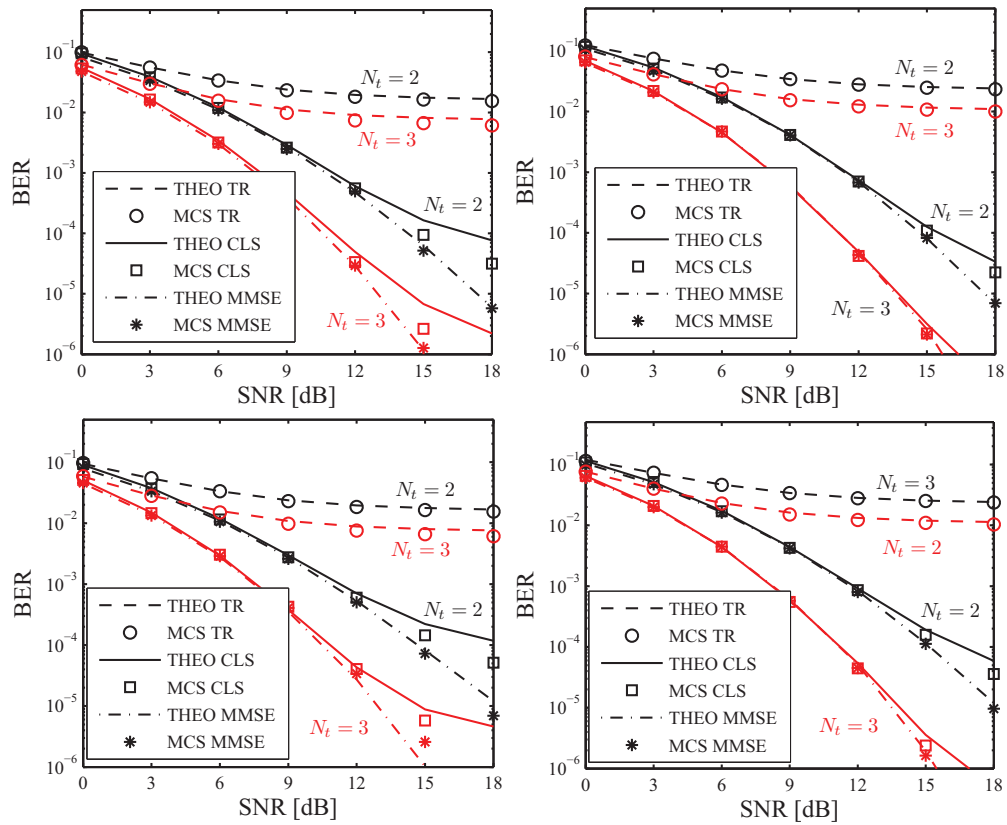 10^{-1}
10^{-2}
10^{-3}
10^{-4}
10^{-5}
10^{-6}
BER
N_t = 2
N_t = 3
N_t = 2
N_t = 3
THEO TR
MCS TR
THEO CLS
MCS CLS
THEO MMSE
MCS MMSE
0 3 6 9 12 15 18
SNR [dB]
10^{-1}
10^{-2}
10^{-3}
10^{-4}
10^{-5}
10^{-6}
BER
N_t = 2
N_t = 3
N_t = 2
N_t = 3
THEO TR
MCS TR
THEO CLS
MCS CLS
THEO MMSE
MCS MMSE
0 3 6 9 12 15 18
SNR [dB]
10^{-1}
10^{-2}
10^{-3}
10^{-4}
10^{-5}
10^{-6}
BER
N_t = 2
N_t = 3
N_t = 2
N_t = 3
THEO TR
MCS TR
THEO CLS
MCS CLS
THEO MMSE
MCS MMSE
0 3 6 9 12 15 18
SNR [dB]
10^{-1}
10^{-2}
10^{-3}
10^{-4}
10^{-5}
10^{-6}
BER
N_t = 3
N_t = 2
N_t = 2
N_t = 3
THEO TR
MCS TR
THEO CLS
MCS CLS
THEO MMSE
MCS MMSE
0 3 6 9 12 15 18
SNR [dB]